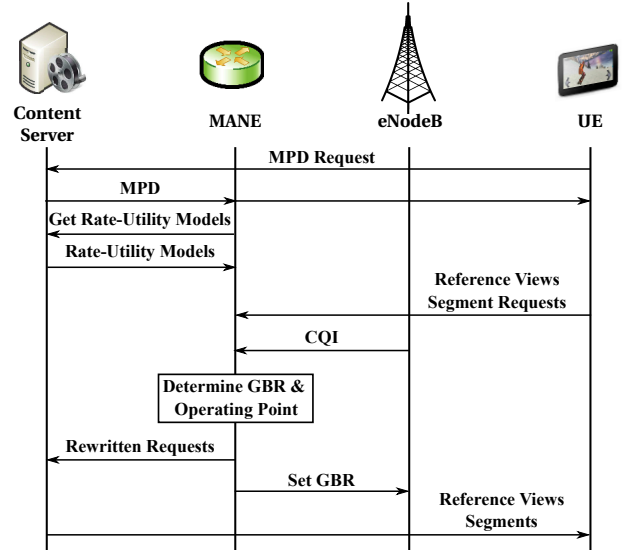 Content
Server
MANE
eNodeB
UE
MPD Request
MPD
Get Rate-Utility Models
Rate-Utility Models
Reference Views
Segment Requests
CQI
Determine GBR &
Operating Point
Rewritten Requests
Set GBR
Reference Views
Segments